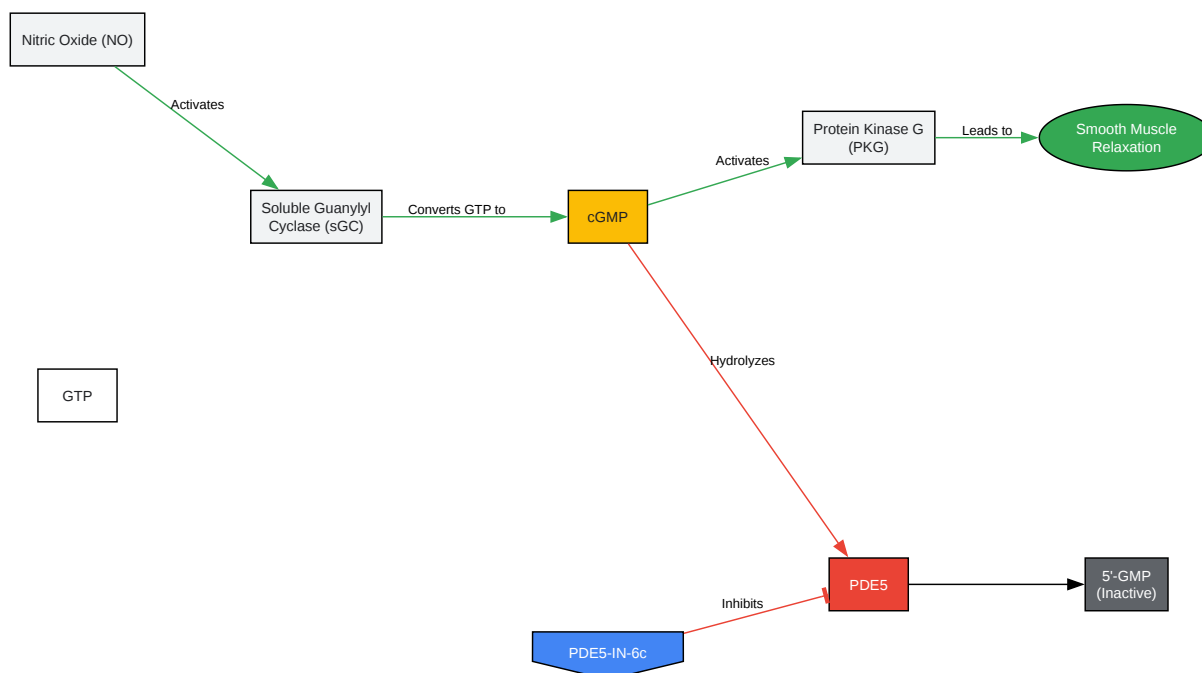 Nitric Oxide (NO)
Activates
Soluble Guanylyl
Cyclase (sGC)
Converts GTP to
cGMP
Activates
Protein Kinase G
(PKG)
Leads to
Smooth Muscle
Relaxation
GTP
Hydrolyzes
PDE5
5'-GMP
(Inactive)
Inhibits
PDE5-IN-6c